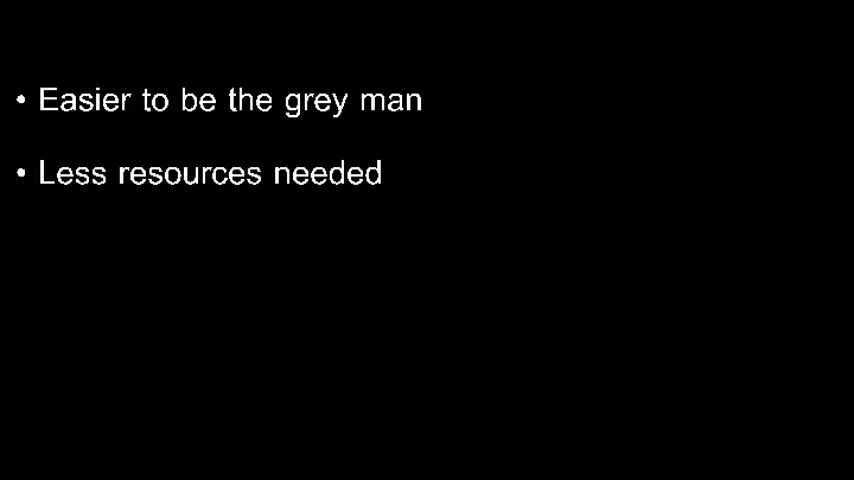 • Easier to be the grey man
• Less resources needed